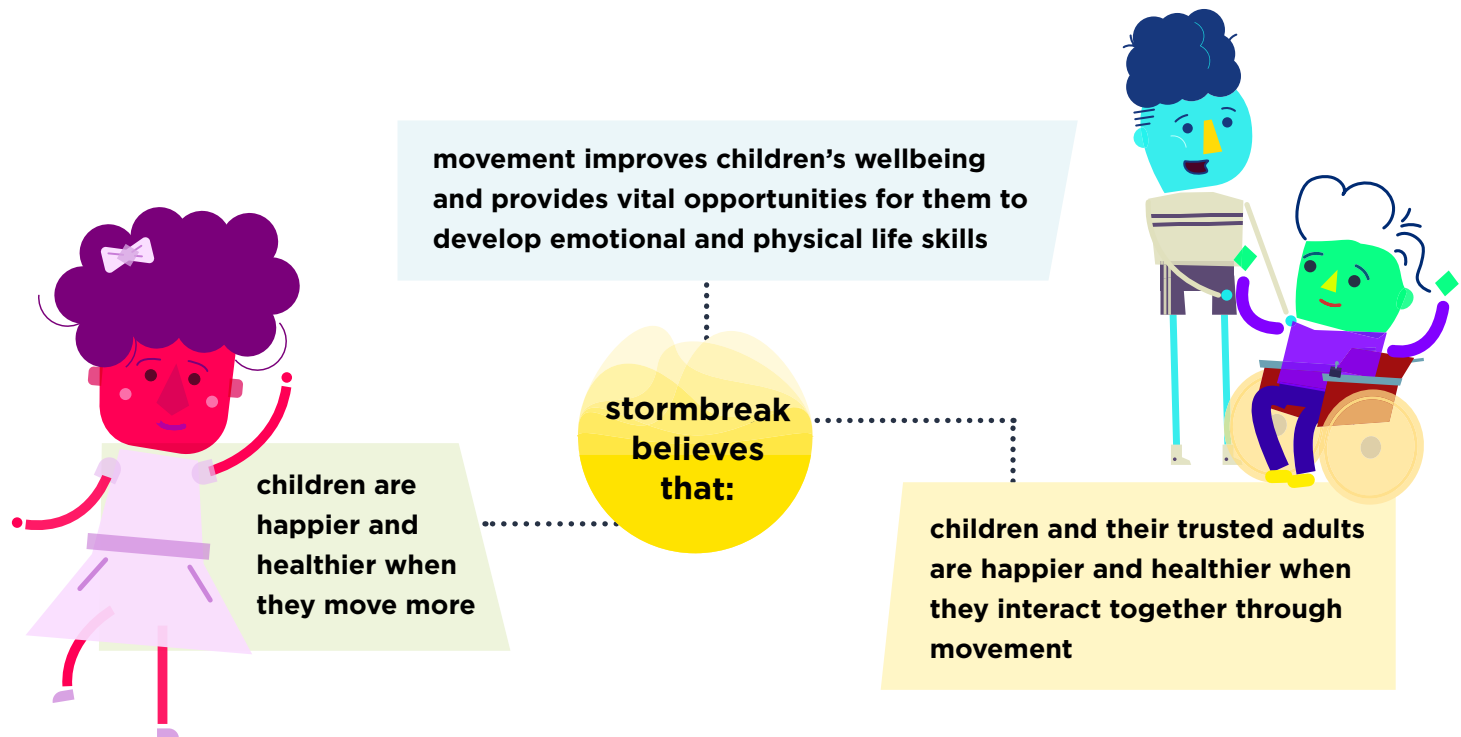 movement improves children’s wellbeing
and provides vital opportunities for them to
develop emotional and physical life skills
stormbreak
believes
that:
children are
happier and
healthier when
they move more
children and their trusted adults
are happier and healthier when
they interact together through
movement